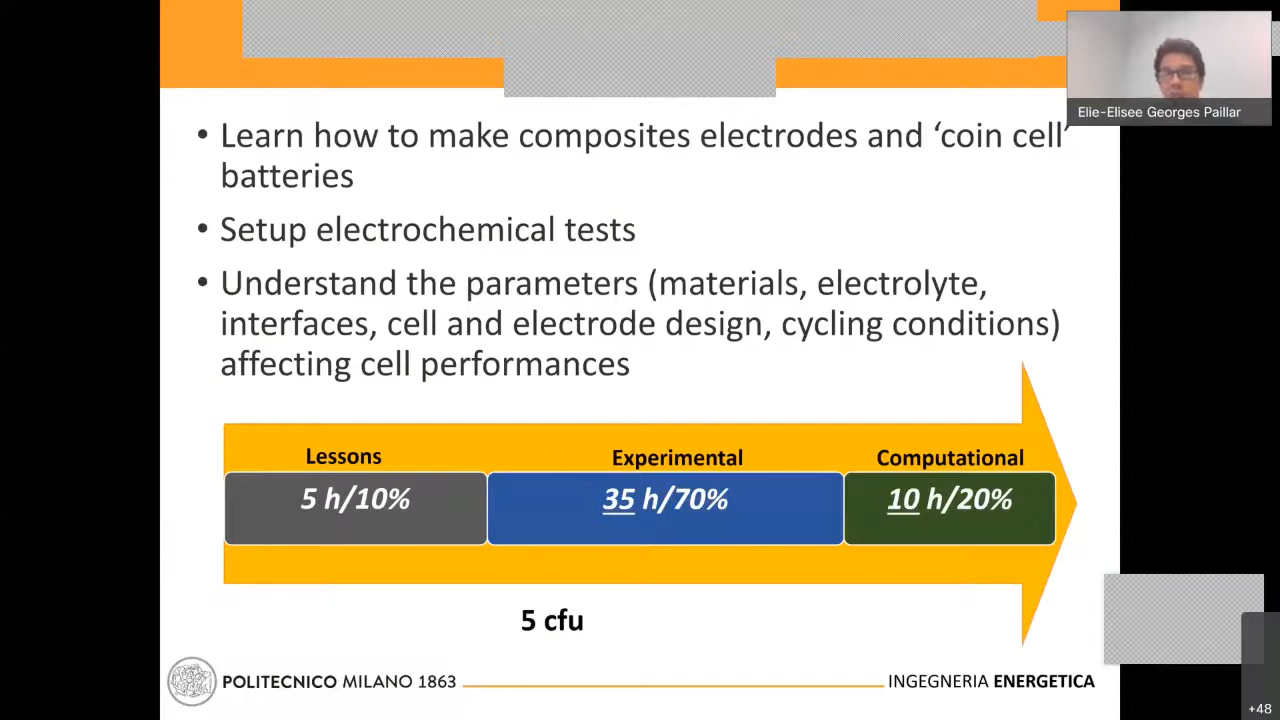 Elie-Elisee Georges Paillar
• Learn how to make composites electrodes and ‘coin cell’
batteries
• Setup electrochemical tests
• Understand the parameters (materials, electrolyte,
interfaces, cell and electrode design, cycling conditions)
affecting cell performances
Lessons
Experimental
Computational
5 h/10%
35 h/70%
10 h/20%
5 cfu
POLITECNICO MILANO 1863
INGEGNERIA ENERGETICA
+48